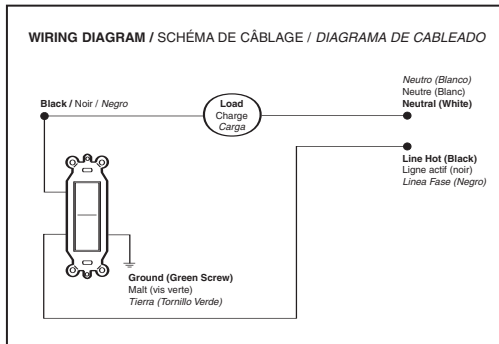 WIRING DIAGRAM / SCHÉMA DE CÂBLAGE / DIAGRAMA DE CABLEADO
Neutro (Blanco)
Neutre (Blanc)
Neutral (White)
Black / Noir / Negro
Load
Charge
Carga
Line Hot (Black)
Ligne actif (noir)
Linea Fase (Negro)
Ground (Green Screw)
Malt (vis verte)
Tierra (Tornillo Verde)